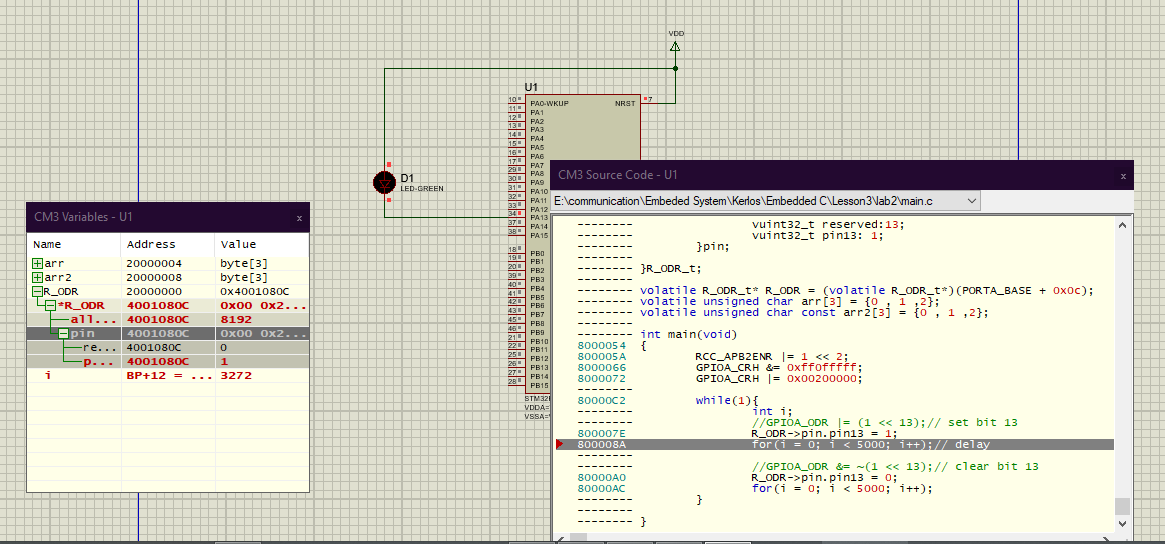 VDD
U1
10 PA0-WKUP NRST 7
11 PA1
12 PA2
13 PA3
14 PA4
15 PA5
16 PA6
17 PA7
29 PA8
30 PA9
31 PA10
32 PA11
33 PA12
34 PA13
37 PA14
38 PA15
18 PB0
19 PB1
20 PB2
39 PB3
40 PB4
41 PB5
42 PB6
43 PB7
45 PB8
46 PB9
21 PB10
22 PB11
25 PB12
26 PB13
27 PB14
28 PB15
VDDA=
VSSA=
D1
LED-GREEN
CM3 Variables - U1 x
Name Address Value
arr 20000004 byte[3]
arr2 20000008 byte[3]
R_ODR 20000000 0x4001080C
*R_ODR 4001080C 0x00 0x2...
all... 4001080C 8192
pin 4001080C 0x00 0x2...
re... 4001080C 0
p... 4001080C 1
i BP+12 = ... 3272
CM3 Source Code - U1 x
E:\communication\Embeded System\Kerlos\Embedded C\Lesson3\lab2\main.c
-------- vuint32_t reserved:13;
-------- vuint32_t pin13: 1;
-------- }pin;
--------
-------- }R_ODR_t;
--------
-------- volatile R_ODR_t* R_ODR = (volatile R_ODR_t*)(PORTA_BASE + 0x0c);
-------- volatile unsigned char arr[3] = {0 , 1 ,2};
-------- volatile unsigned char const arr2[3] = {0 , 1 ,2};
--------
-------- int main(void)
8000054 {
800005A RCC_APB2ENR |= 1 << 2;
8000066 GPIOA_CRH &= 0xff0fffff;
8000072 GPIOA_CRH |= 0x00200000;
--------
80000C2 while(1){
-------- int i;
-------- //GPIOA_ODR |= (1 << 13);// set bit 13
800007E R_ODR->pin.pin13 = 1;
800008A for(i = 0; i < 5000; i++);// delay
--------
-------- //GPIOA_ODR &= ~(1 << 13);// clear bit 13
80000A0 R_ODR->pin.pin13 = 0;
80000AC for(i = 0; i < 5000; i++);
-------- }
--------
-------- }